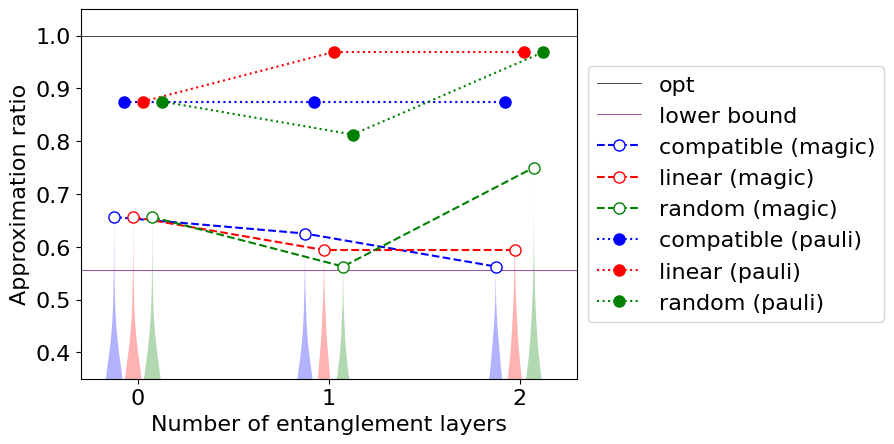 1.0
0.9
0.8
0.7
0.6
0.5
0.4
Approximation ratio
0
1
2
Number of entanglement layers
opt
lower bound
compatible (magic)
linear (magic)
random (magic)
compatible (pauli)
linear (pauli)
random (pauli)